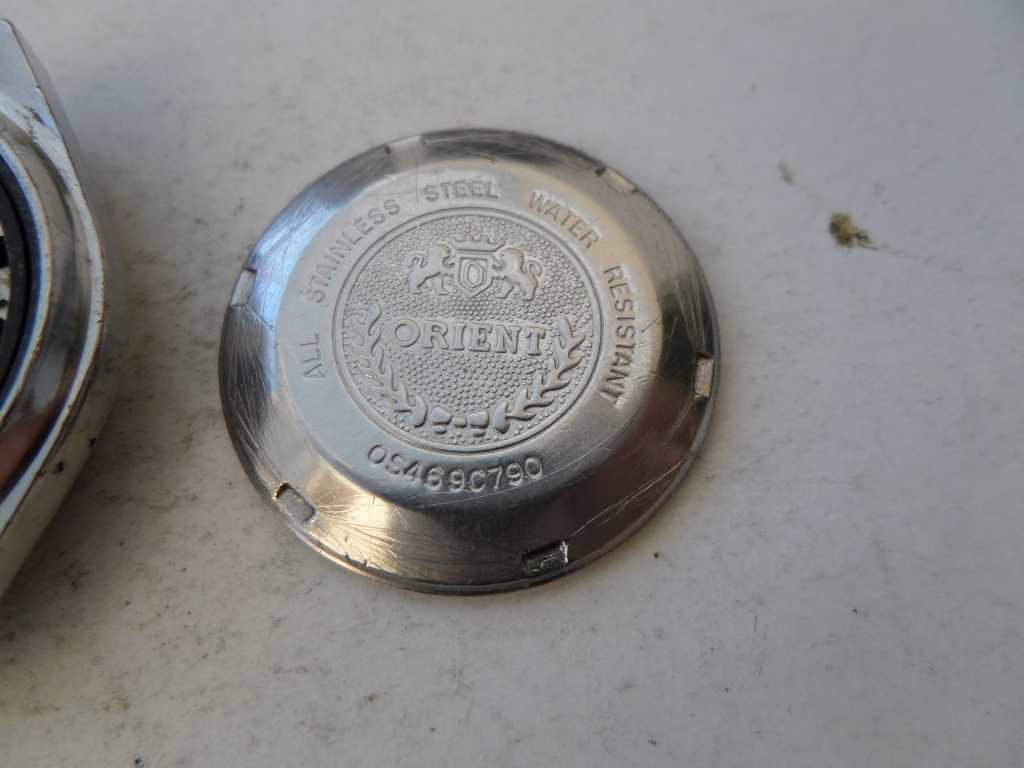 ALL STAINLESS STEEL WATER RESISTANT
ORIENT
OS469C790